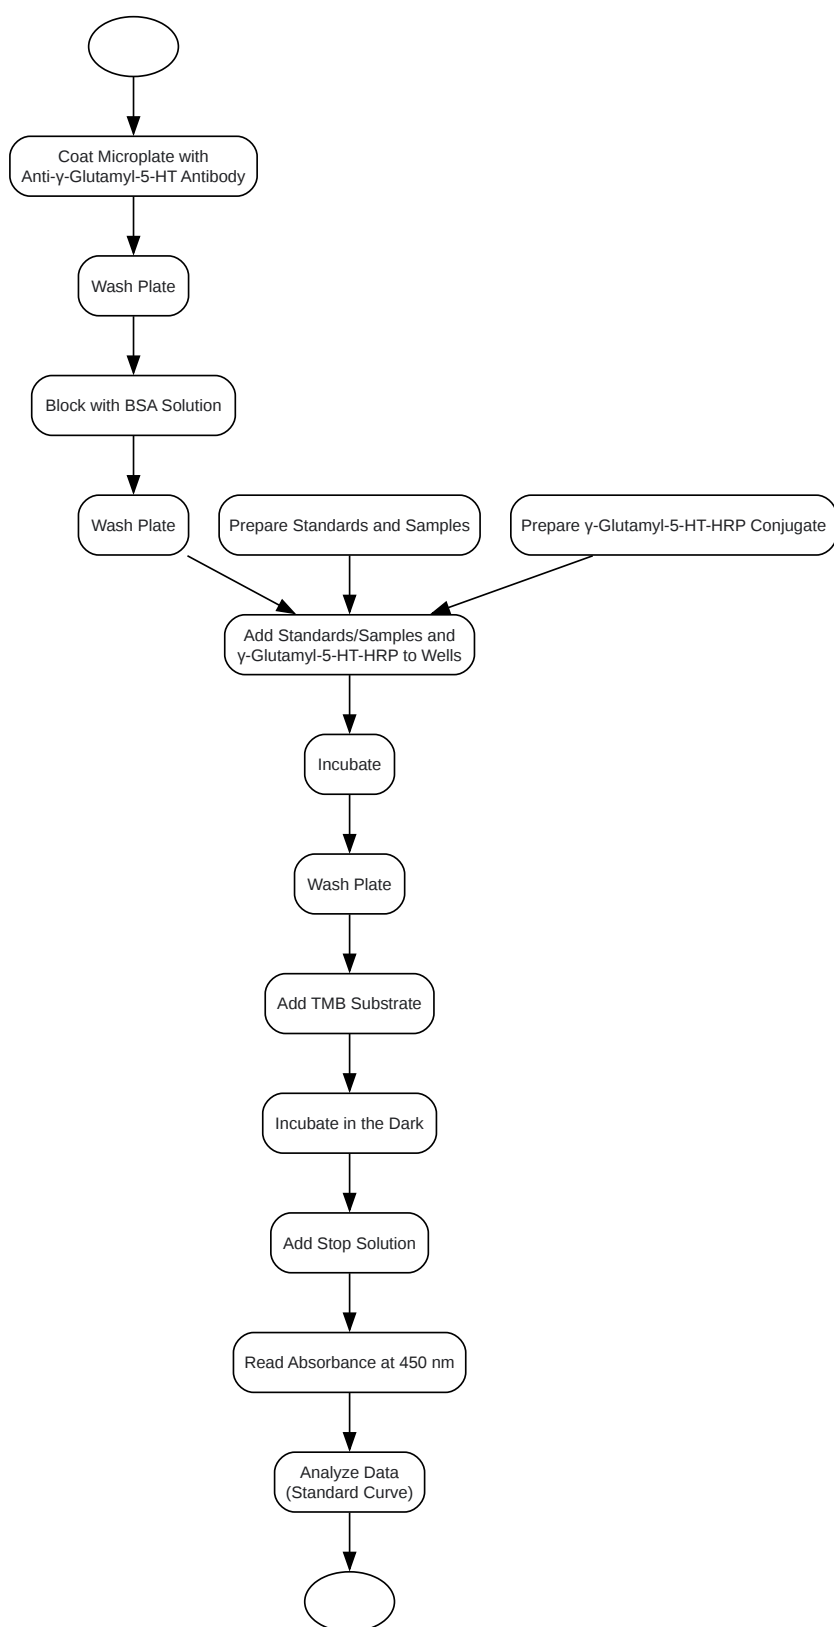 Coat Microplate with
Anti-γ-Glutamyl-5-HT Antibody
Wash Plate
Block with BSA Solution
Wash Plate
Prepare Standards and Samples
Prepare γ-Glutamyl-5-HT-HRP Conjugate
Add Standards/Samples and
γ-Glutamyl-5-HT-HRP to Wells
Incubate
Wash Plate
Add TMB Substrate
Incubate in the Dark
Add Stop Solution
Read Absorbance at 450 nm
Analyze Data
(Standard Curve)